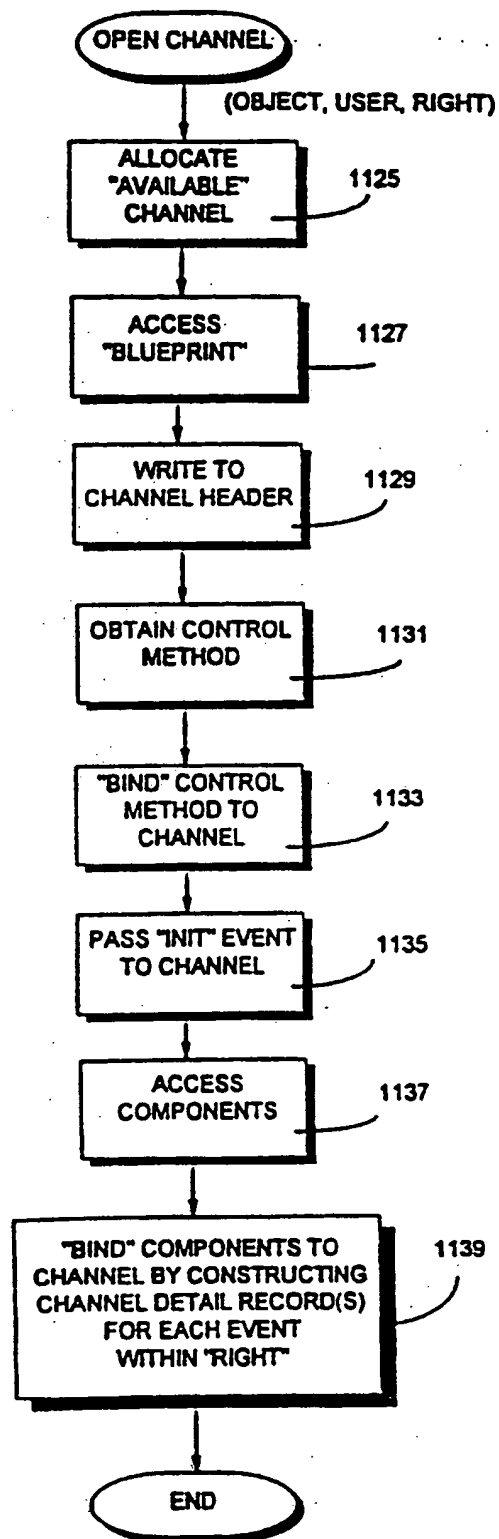 OPEN CHANNEL
(OBJECT, USER, RIGHT)
ALLOCATE
"AVAILABLE"
CHANNEL
1125
ACCESS
"BLUEPRINT"
1127
WRITE TO
CHANNEL HEADER
1129
OBTAIN CONTROL
METHOD
1131
"BIND" CONTROL
METHOD TO
CHANNEL
1133
PASS "INIT" EVENT
TO CHANNEL
1135
ACCESS
COMPONENTS
1137
"BIND" COMPONENTS TO
CHANNEL BY CONSTRUCTING
CHANNEL DETAIL RECORD(S)
FOR EACH EVENT
WITHIN "RIGHT"
1139
END